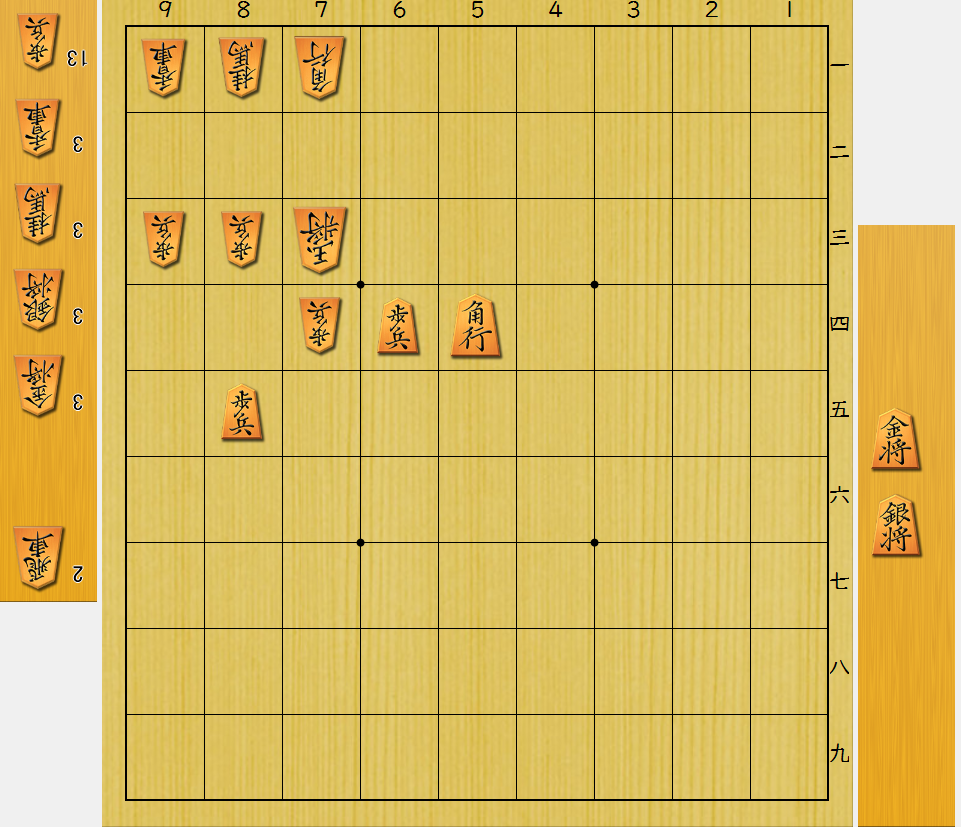 9 8 7 6 5 4 3 2 1
歩兵 13
香車 3
桂馬 3
銀将 3
金将 3
飛車 2
香車 桂馬 角行 一
二
歩兵 歩兵 玉将 三
歩兵 歩兵 角行 四
歩兵 五
六
七
八
九
金将
銀将